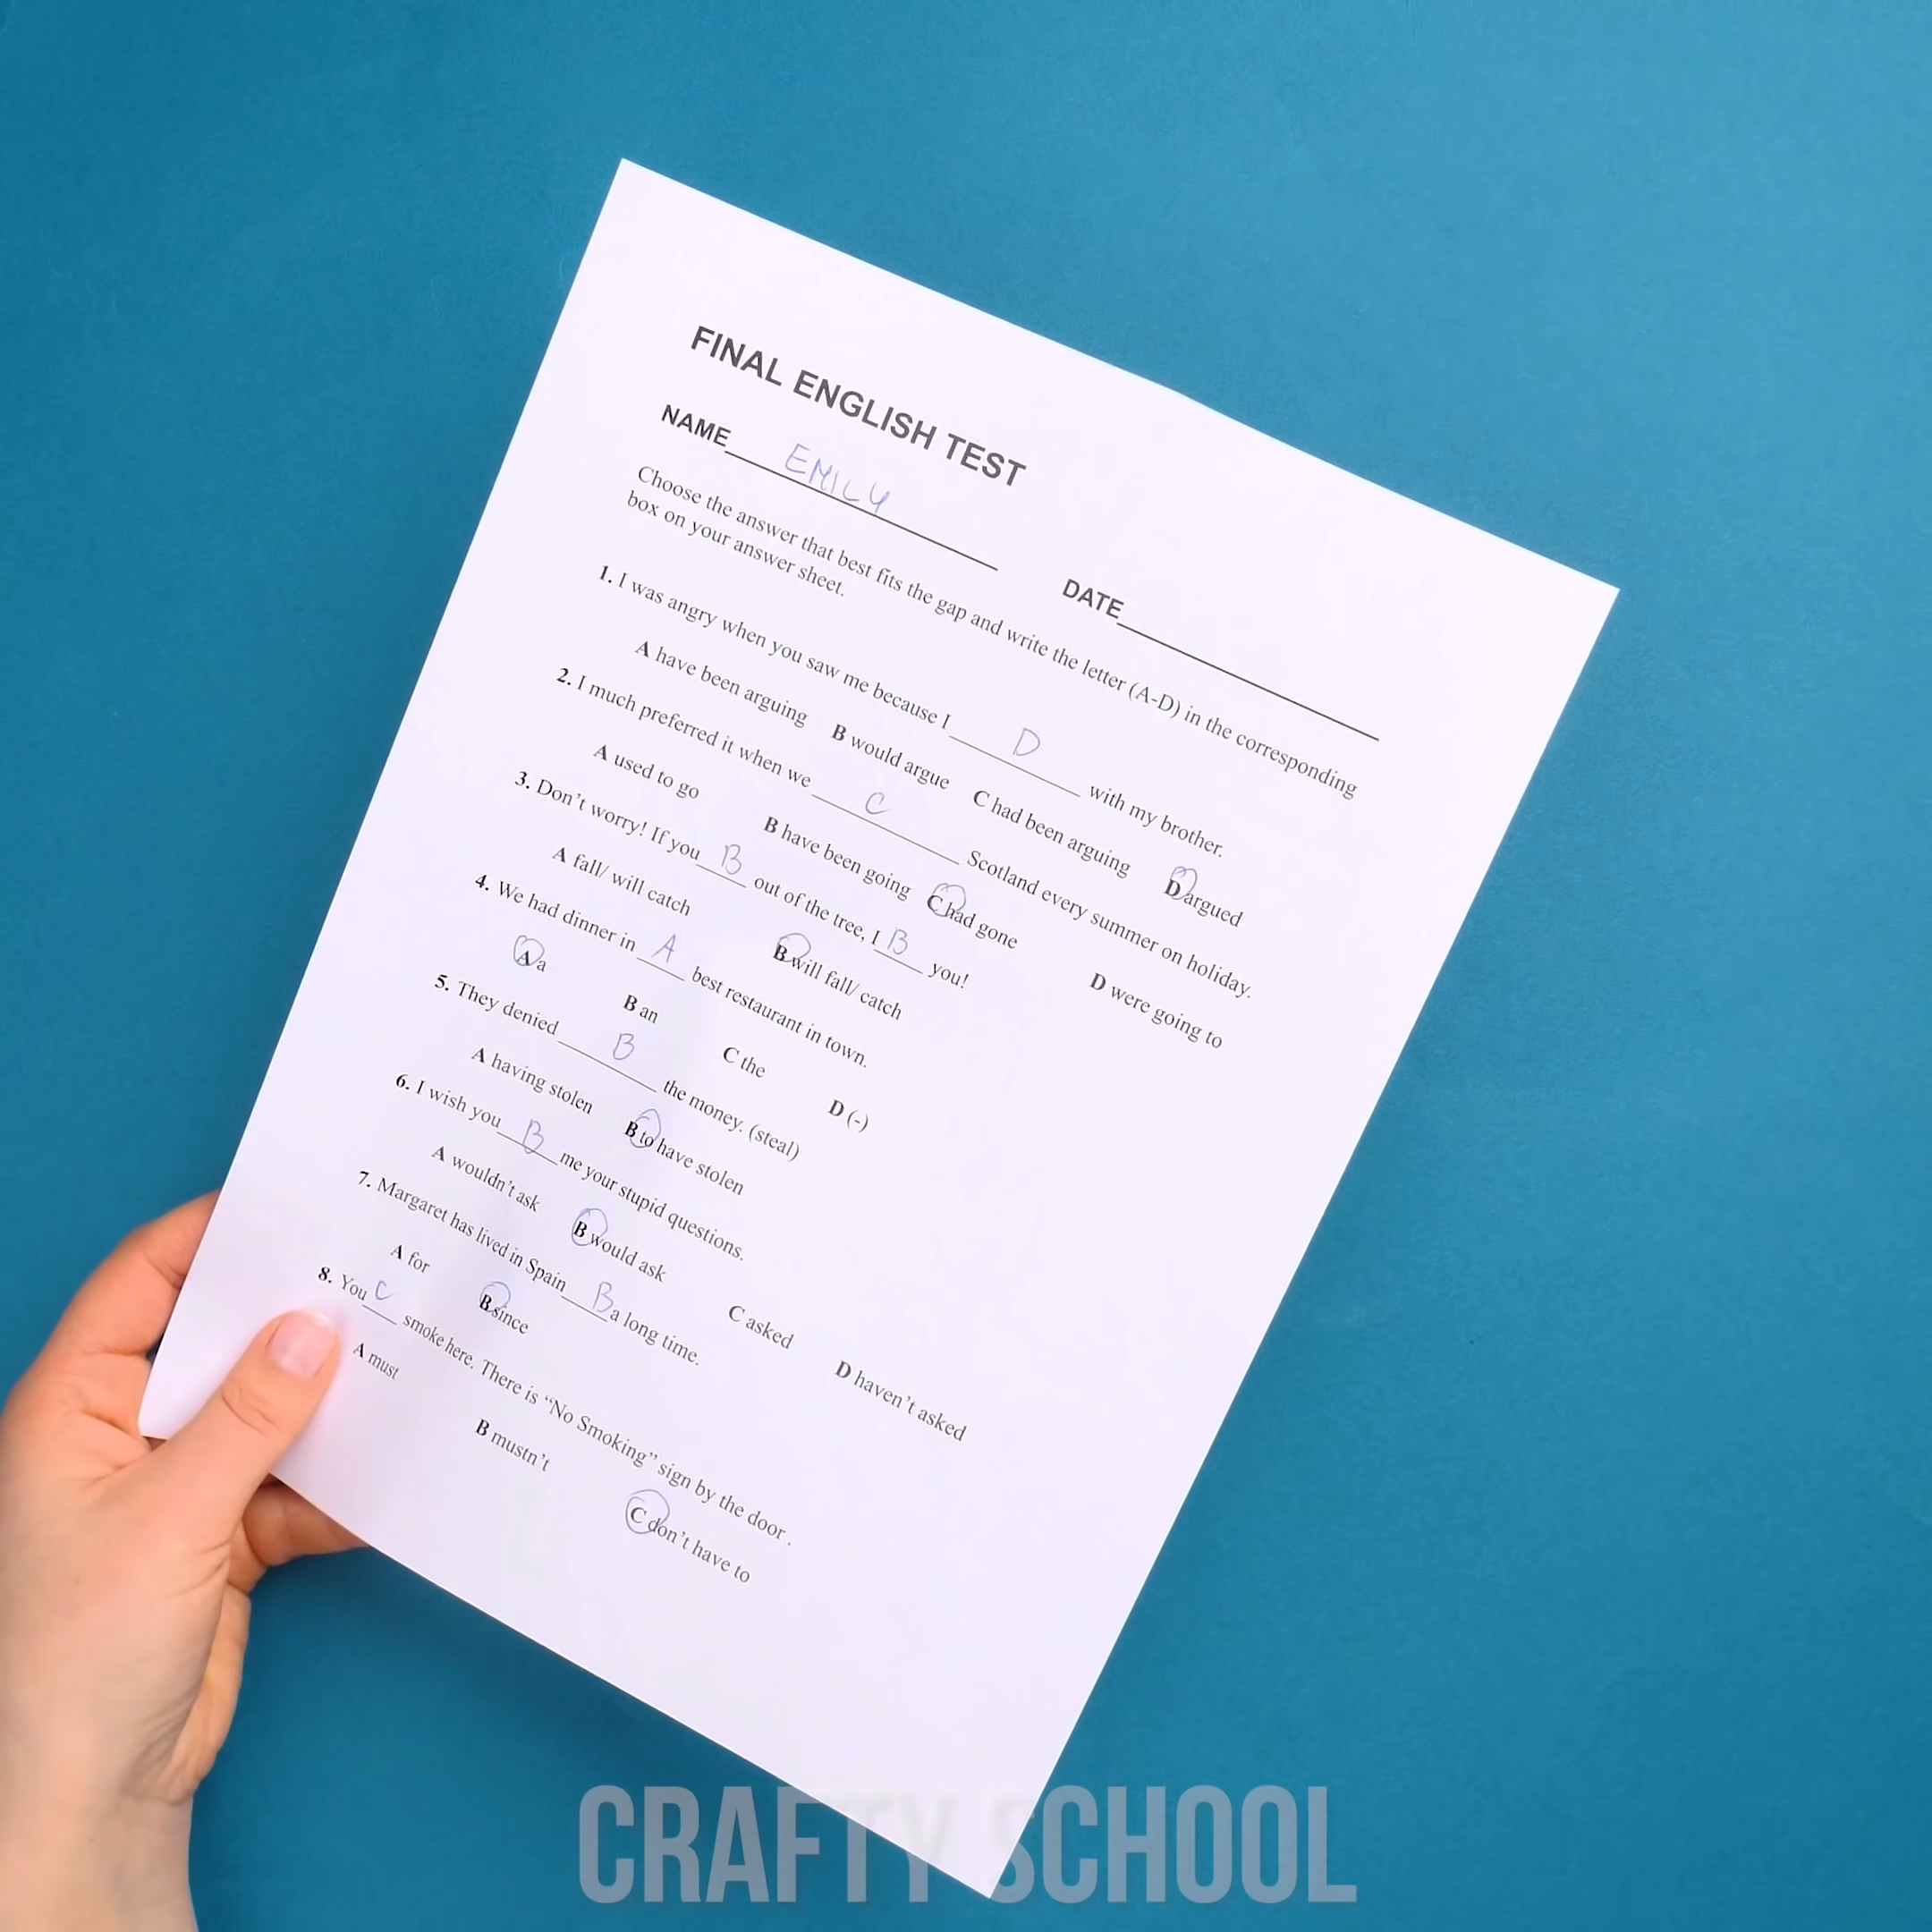 FINAL ENGLISH TEST
NAME EMILY DATE
Choose the answer that best fits the gap and write the letter (A-D) in the corresponding
box on your answer sheet.
1. I was angry when you saw me because I D with my brother.
A have been arguing B would argue C had been arguing D argued
2. I much preferred it when we C Scotland every summer on holiday.
A used to go B have been going C had gone D were going to
3. Don't worry! If you B out of the tree, I B you!
A fall/ will catch B will fall/ catch
4. We had dinner in A best restaurant in town.
A a B an C the D (-)
5. They denied B the money. (steal)
A having stolen B to have stolen
6. I wish you B me your stupid questions.
A wouldn't ask B would ask C asked D haven't asked
7. Margaret has lived in Spain B a long time.
A for B since
8. You C smoke here. There is “No Smoking” sign by the door .
A must B mustn't C don't have to
CRAFTY SCHOOL